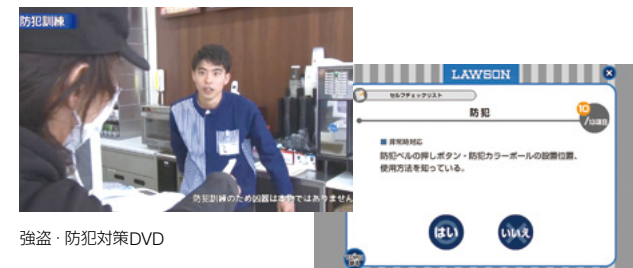 防犯訓練
防犯訓練のため凶器は本物ではありません
強盗・防犯対策DVD
LAWSON
セルフチェックリスト
防犯
10
■ 非常時対応
防犯ベルの押しボタン・防犯カラーボールの設置位置、
使用方法を知っている。
はい
いいえ